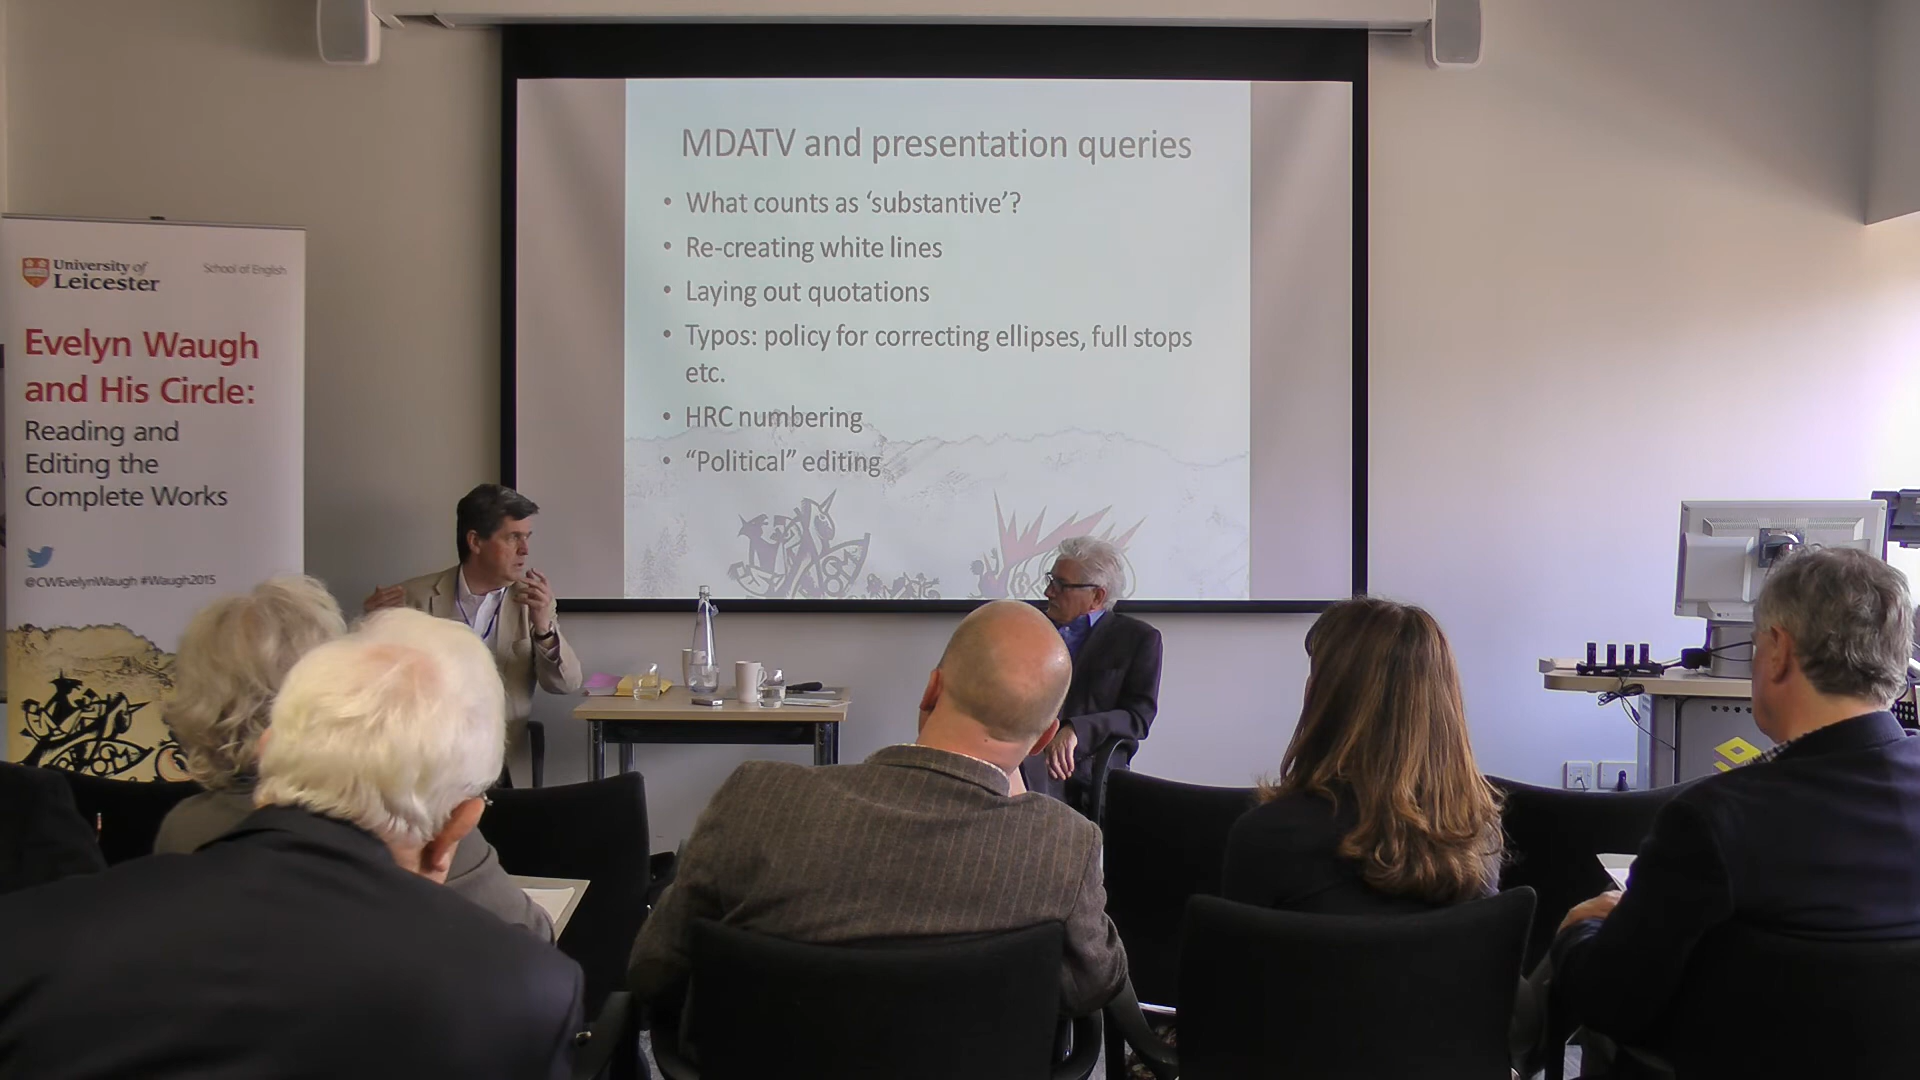 MDATV and presentation queries
• What counts as ‘substantive’?
• Re-creating white lines
• Laying out quotations
• Typos: policy for correcting ellipses, full stops
etc.
• HRC numbering
• “Political” editing
University of
Leicester
School of English
Evelyn Waugh
and His Circle:
Reading and
Editing the
Complete Works
@CWEvelynWaugh #Waugh2015